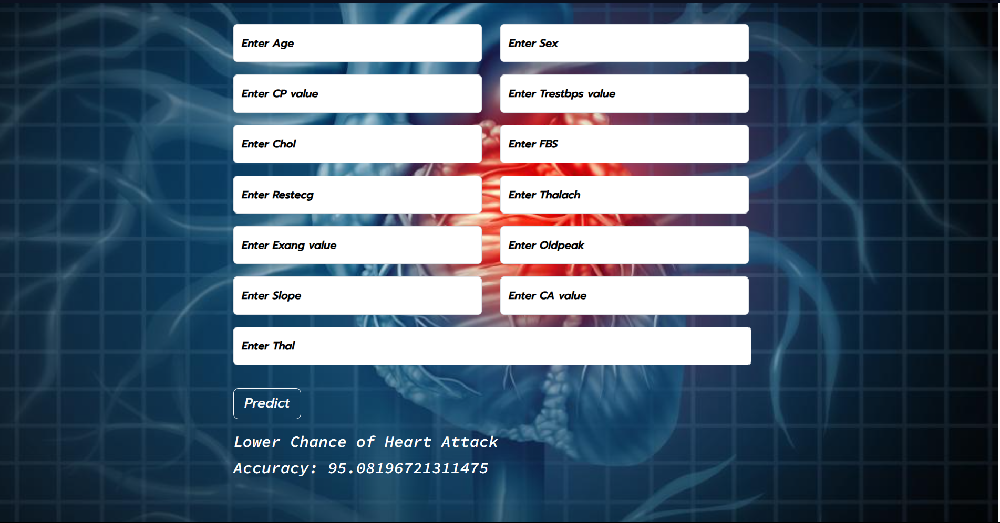 Enter Age
Enter Sex
Enter CP value
Enter Trestbps value
Enter Chol
Enter FBS
Enter Restecg
Enter Thalach
Enter Exang value
Enter Oldpeak
Enter Slope
Enter CA value
Enter Thal
Predict
Lower Chance of Heart Attack
Accuracy: 95.08196721311475